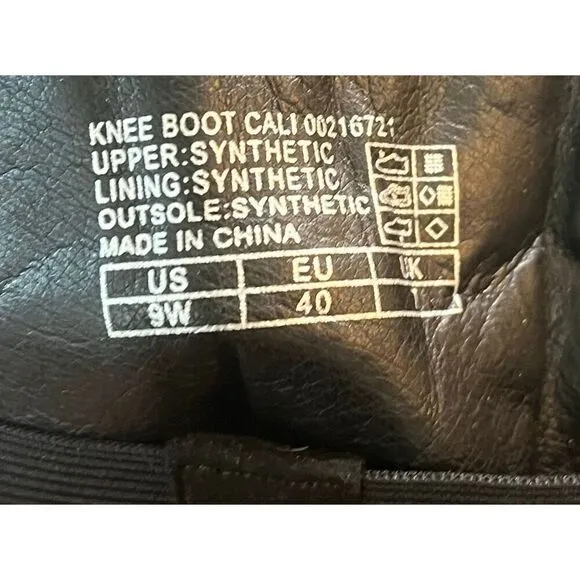 KNEE BOOT CALI 00216721
UPPER:SYNTHETIC
LINING:SYNTHETIC
OUTSOLE:SYNTHETIC
MADE IN CHINA
US EU UK
9W 40